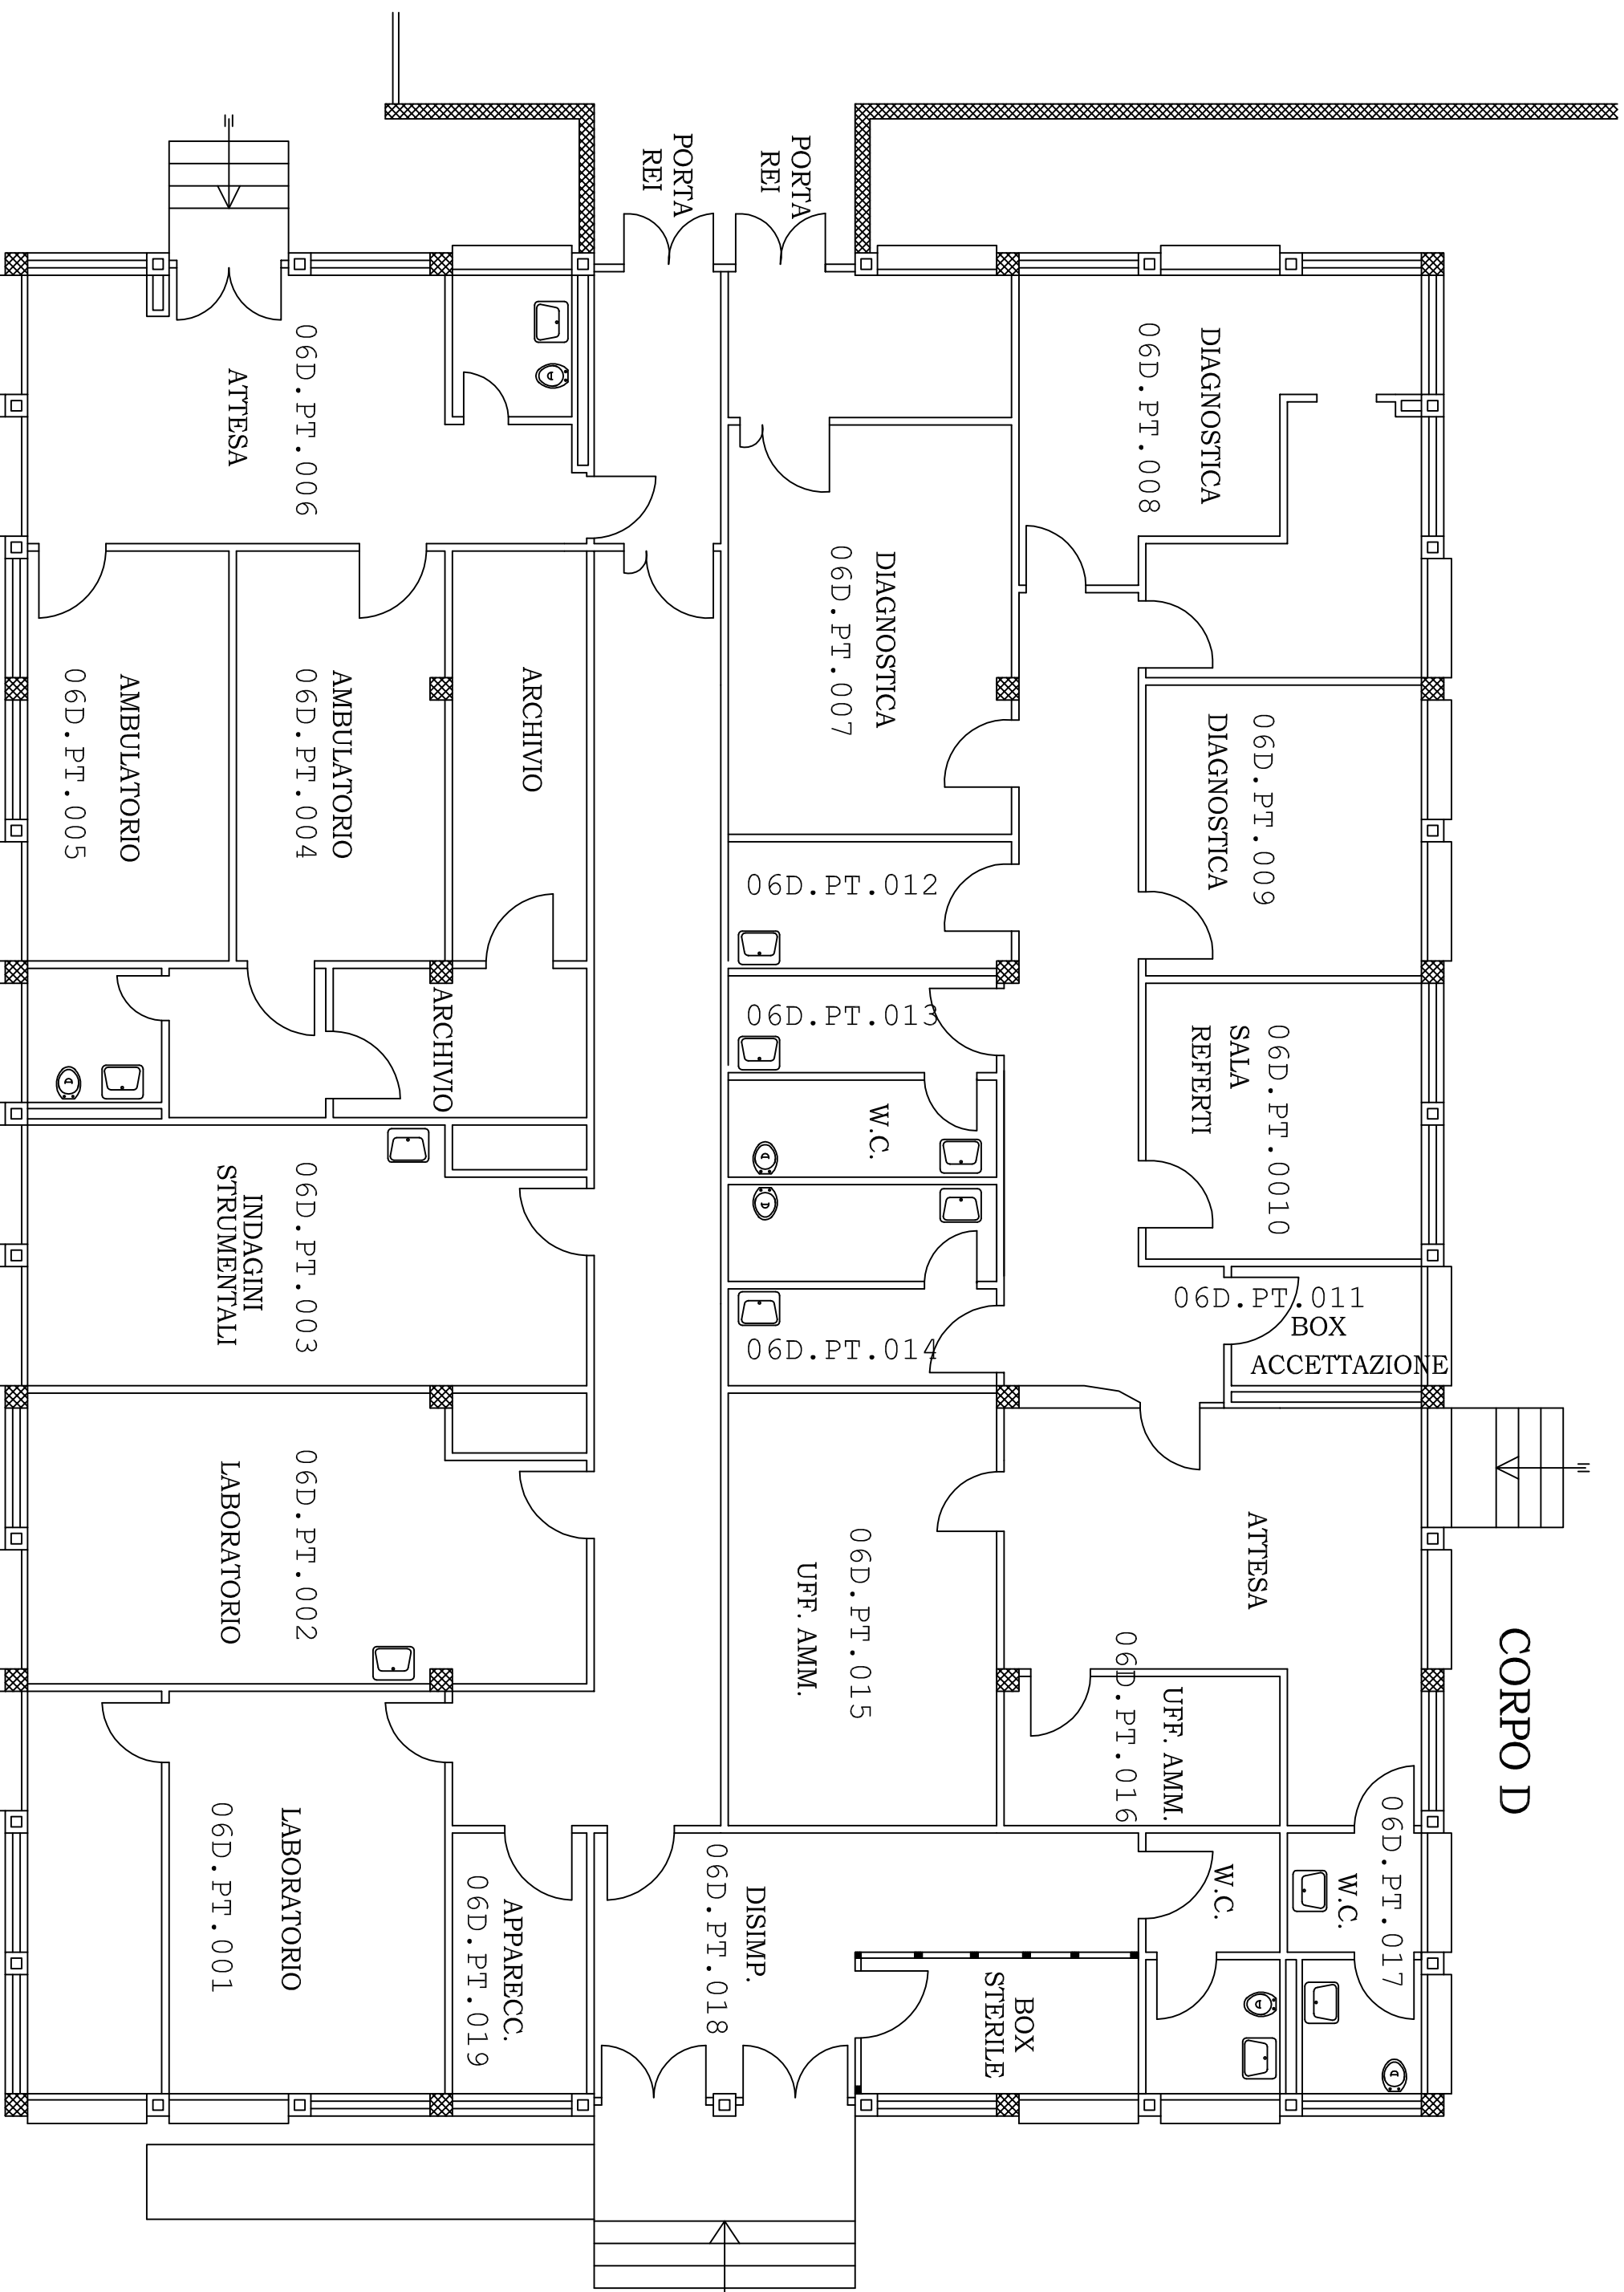 CORPO D
PORTA
REI
PORTA
REI
DIAGNOSTICA
06D.PT.008
06D.PT.006
ATTESA
DIAGNOSTICA
06D.PT.007
06D.PT.009
DIAGNOSTICA
ARCHIVIO
AMBULATORIO
06D.PT.004
AMBULATORIO
06D.PT.005
06D.PT.012
06D.PT.013
ARCHIVIO
06D.PT.0010
SALA
REFERTI
W.C.
06D.PT.003
INDAGINI
STRUMENTALI
06D.PT.011
BOX
ACCETTAZIONE
06D.PT.014
06D.PT.002
LABORATORIO
ATTESA
06D.PT.015
UFF. AMM.
UFF. AMM.
06D.PT.016
06D.PT.017
W.C.
W.C.
DISIMP.
06D.PT.018
BOX
STERILE
APPARECC.
06D.PT.019
LABORATORIO
06D.PT.001